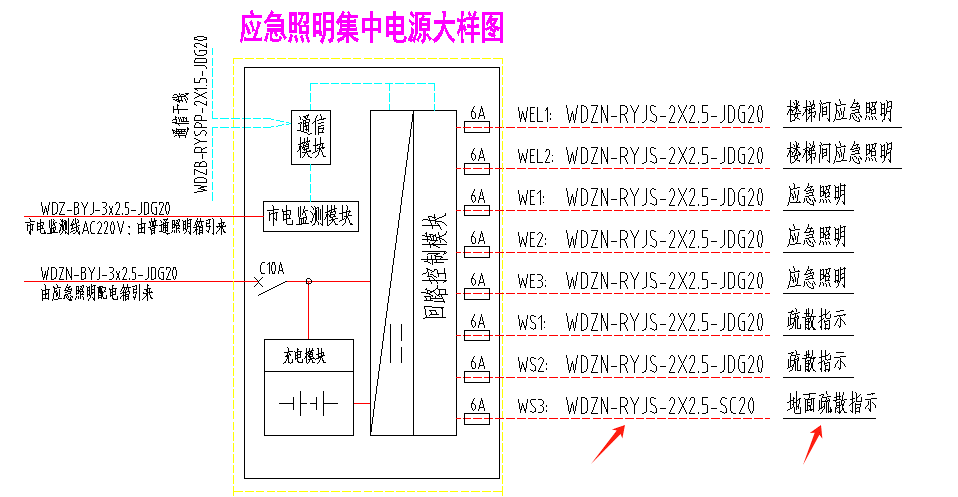 应急照明集中电源大样图
通信干线
WDZB-RYSPP-2X1.5-JDG20
通信
模块
WDZ-BYJ-3x2.5-JDG20
市电监测线AC220V：由普通照明箱引来
市电监测模块
WDZN-BYJ-3x2.5-JDG20
由应急照明配电箱引来
C10A
充电模块
回路控制模块
6A WEL1: WDZN-RYJS-2X2.5-JDG20 楼梯间应急照明
6A WEL2: WDZN-RYJS-2X2.5-JDG20 楼梯间应急照明
6A WE1: WDZN-RYJS-2X2.5-JDG20 应急照明
6A WE2: WDZN-RYJS-2X2.5-JDG20 应急照明
6A WE3: WDZN-RYJS-2X2.5-JDG20 应急照明
6A WS1: WDZN-RYJS-2X2.5-JDG20 疏散指示
6A WS2: WDZN-RYJS-2X2.5-JDG20 疏散指示
6A WS3: WDZN-RYJS-2X2.5-SC20 地面疏散指示